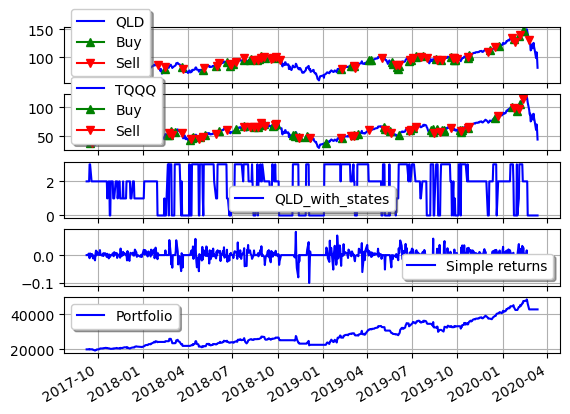 QLD
Buy
Sell
150
100
TQQQ
Buy
Sell
100
50
QLD_with_states
2
0
Simple returns
0.0
−0.1
Portfolio
40000
20000
2017-10 2018-01 2018-04 2018-07 2018-10 2019-01 2019-04 2019-07 2019-10 2020-01 2020-04